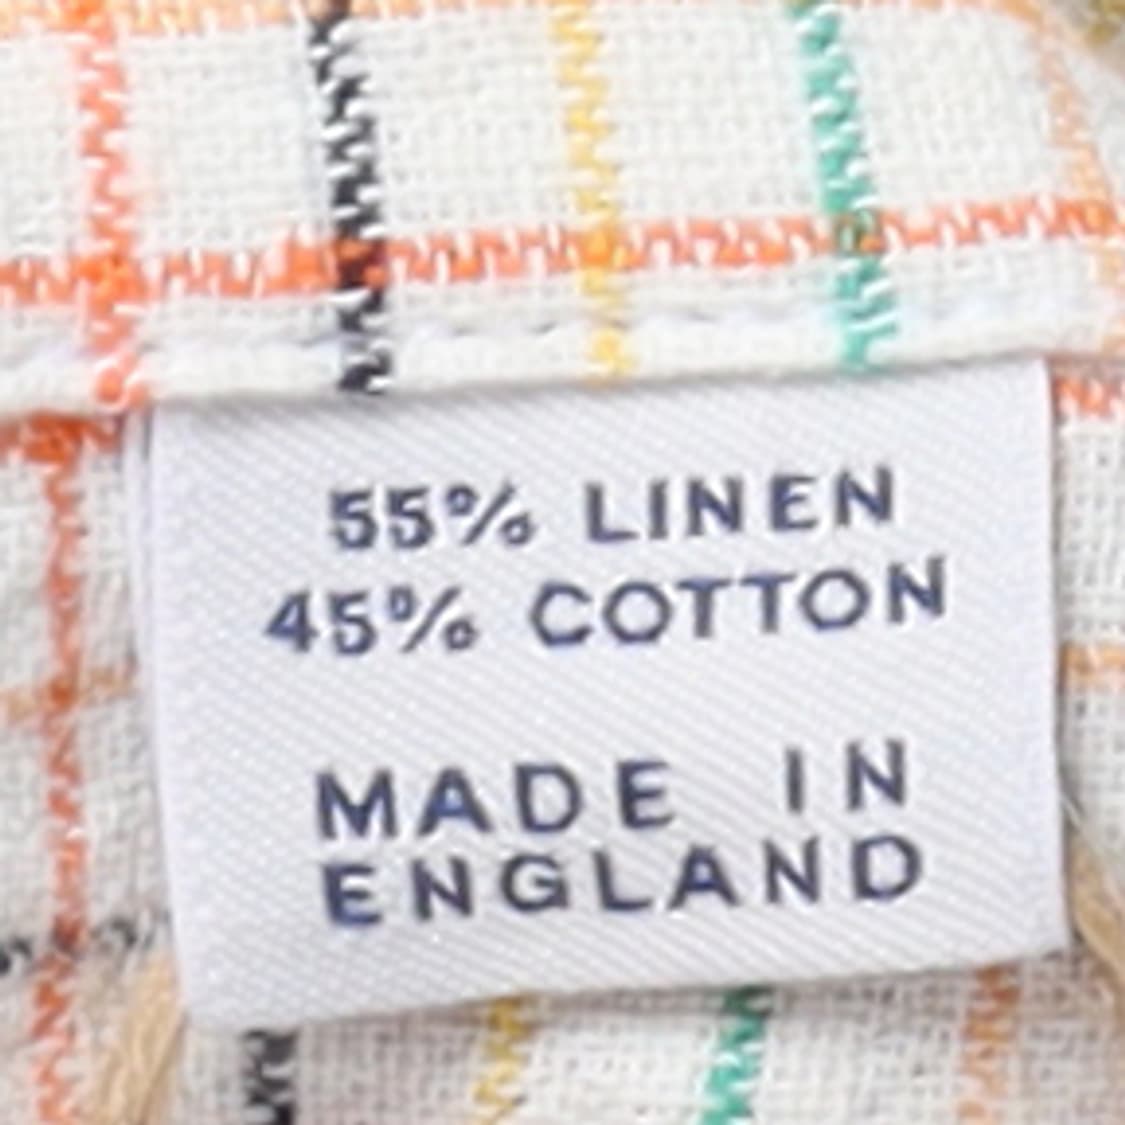 55% LINEN
45% COTTON
MADE IN
ENGLAND